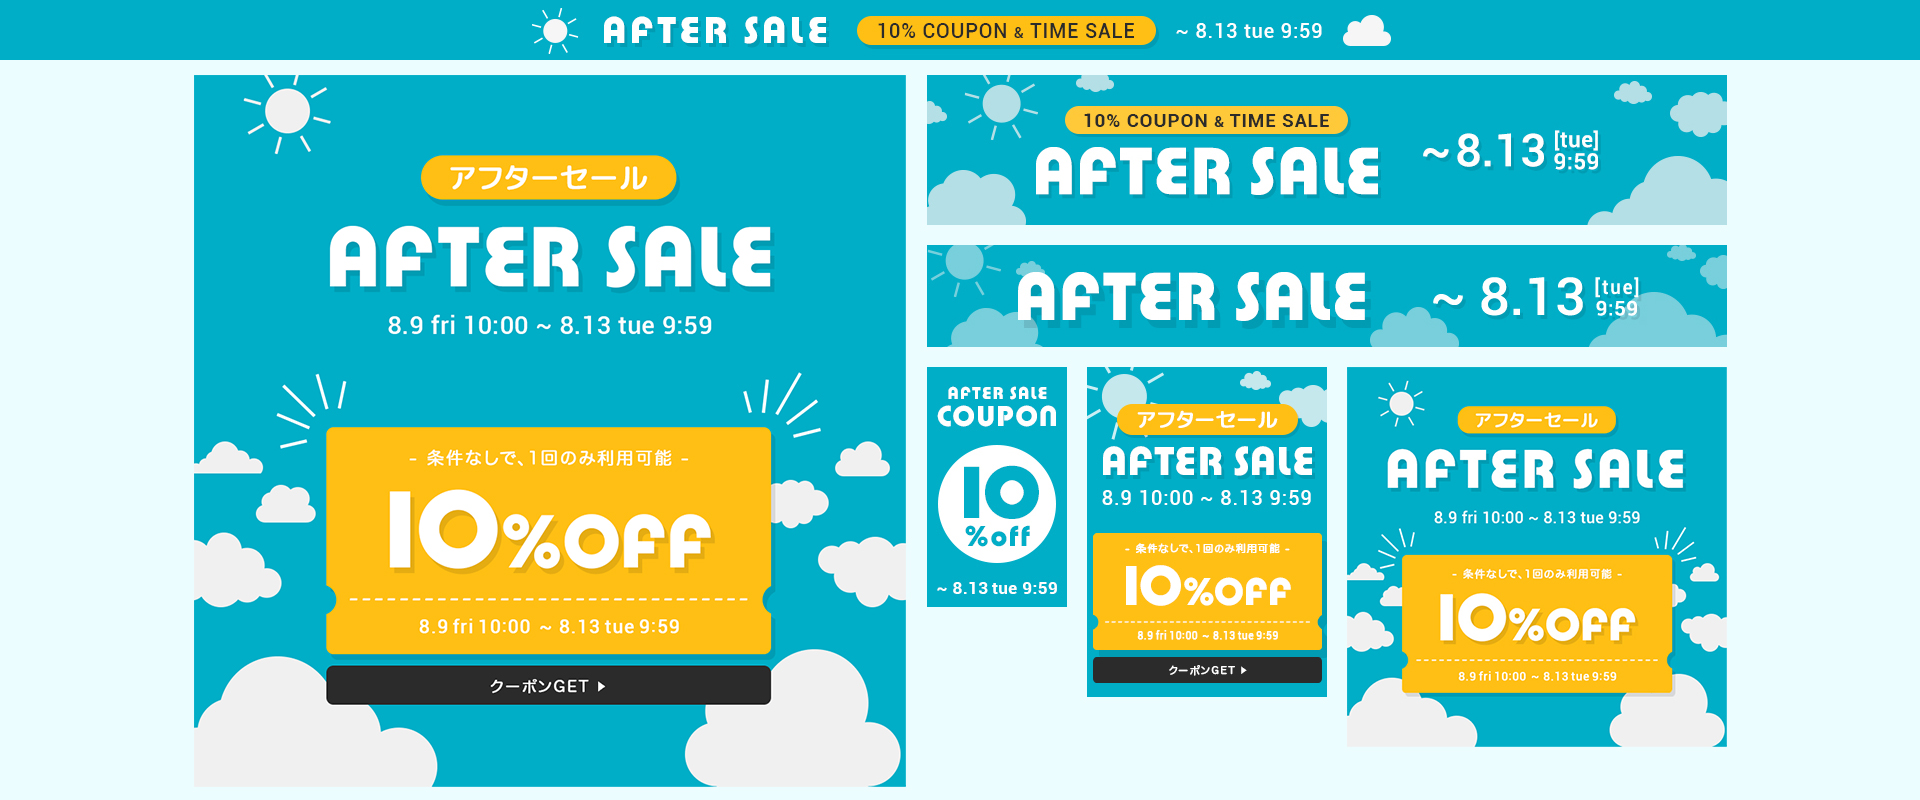 AFTER SALE 10% COUPON & TIME SALE ~ 8.13 tue 9:59
アフターセール
AFTER SALE
8.9 fri 10:00 ~ 8.13 tue 9:59
- 条件なしで、1回のみ利用可能 -
10%OFF
8.9 fri 10:00 ~ 8.13 tue 9:59
クーポンGET
10% COUPON & TIME SALE
AFTER SALE
~8.13 [tue] 9:59
AFTER SALE
~ 8.13 [tue] 9:59
AFTER SALE
COUPON
10
%off
~ 8.13 tue 9:59
アフターセール
AFTER SALE
8.9 10:00 ~ 8.13 9:59
- 条件なしで、1回のみ利用可能 -
10%OFF
8.9 fri 10:00 ~ 8.13 tue 9:59
クーポンGET
アフターセール
AFTER SALE
8.9 fri 10:00 ~ 8.13 tue 9:59
- 条件なしで、1回のみ利用可能 -
10%OFF
8.9 fri 10:00 ~ 8.13 tue 9:59